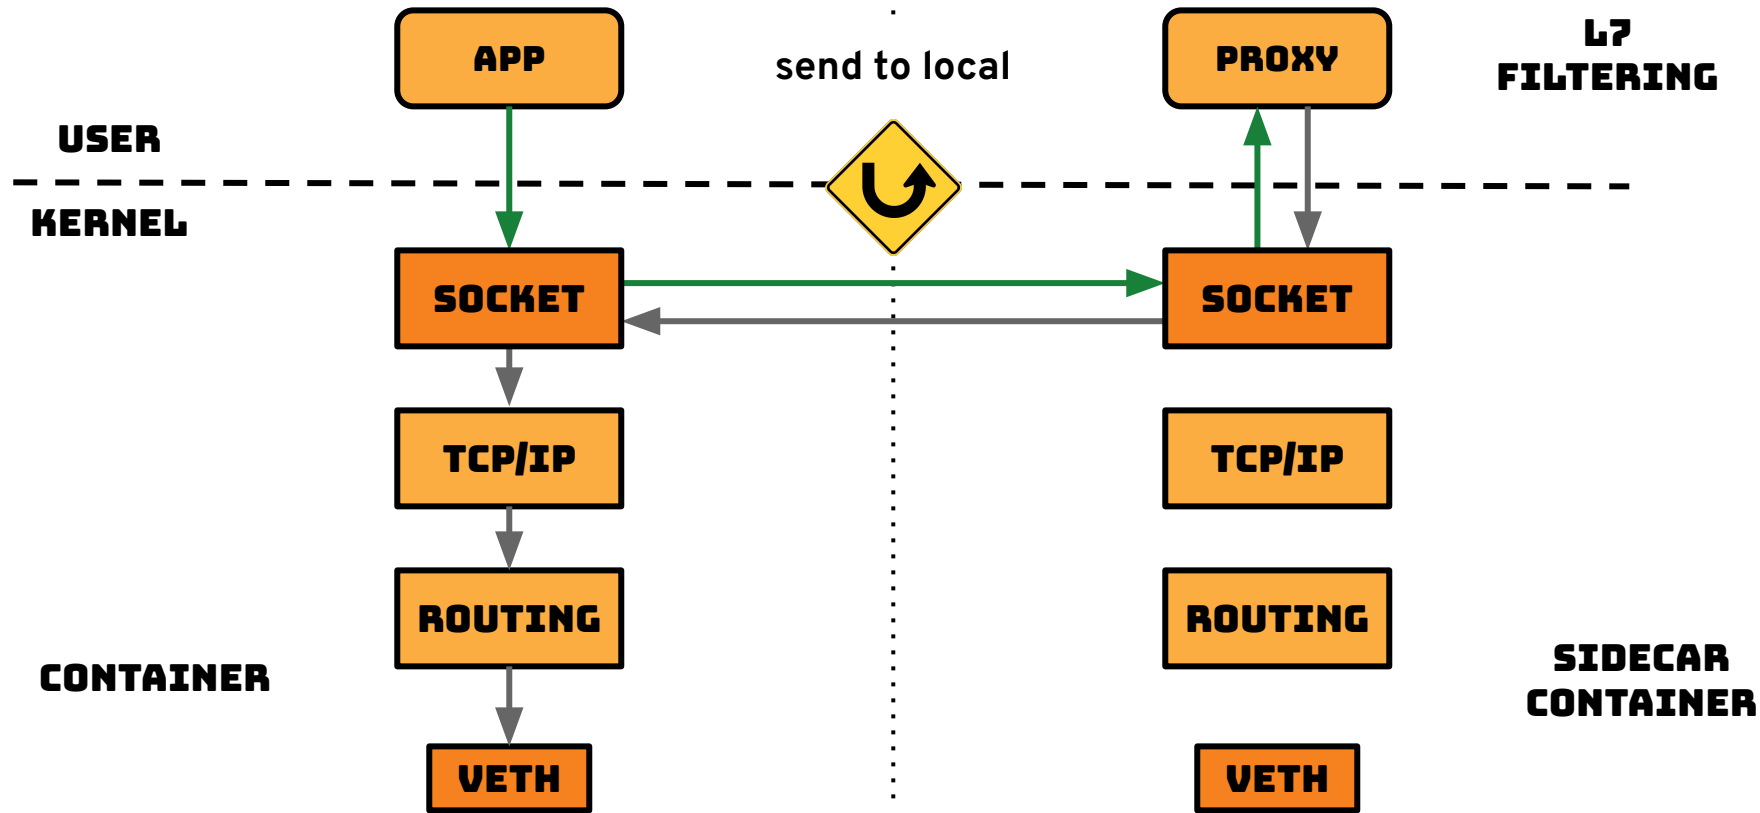 APP
send to local
PROXY
L7
FILTERING
USER
KERNEL
SOCKET
SOCKET
TCP/IP
TCP/IP
ROUTING
ROUTING
CONTAINER
SIDECAR
CONTAINER
VETH
VETH